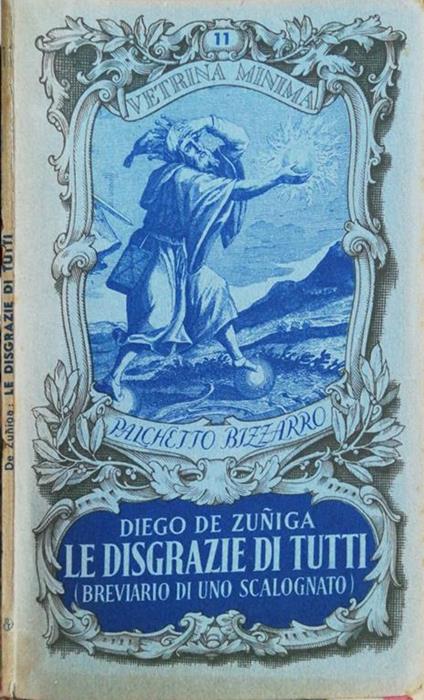 11
VETRINA MINIMA
PALCHETTO BIZZARRO
DIEGO DE ZUÑIGA
LE DISGRAZIE DI TUTTI
(BREVIARIO DI UNO SCALOGNATO)
De Zuñiga: LE DISGRAZIE DI TUTTI